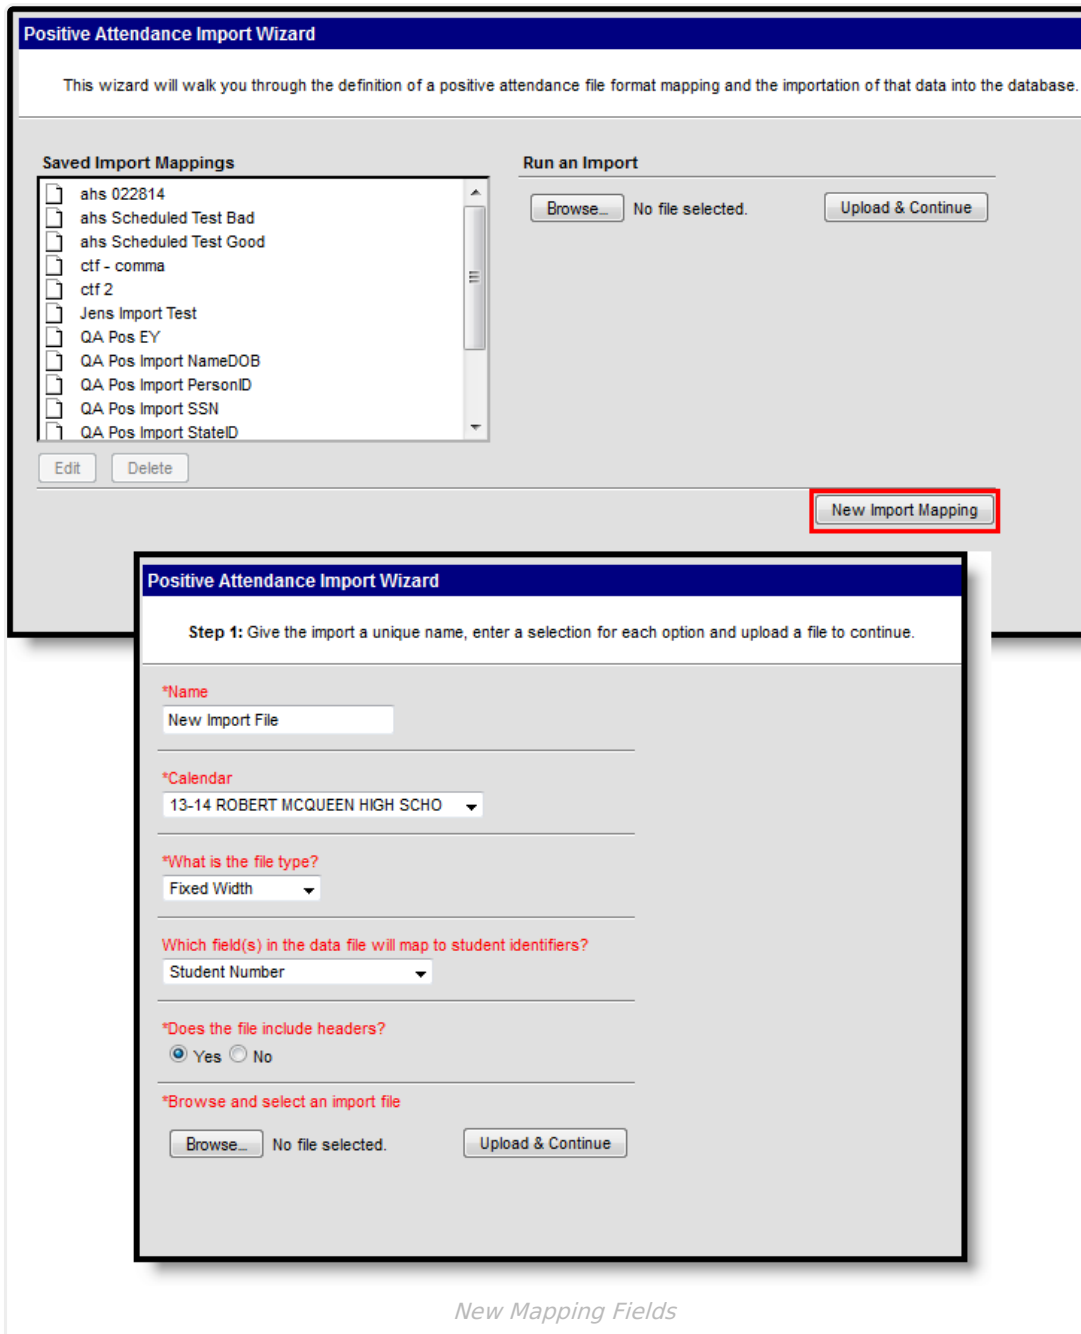 Positive Attendance Import Wizard
This wizard will walk you through the definition of a positive attendance file format mapping and the importation of that data into the database.
Saved Import Mappings
Run an Import
ahs 022814
ahs Scheduled Test Bad
ahs Scheduled Test Good
ctf - comma
ctf 2
Jens Import Test
QA Pos EY
QA Pos Import NameDOB
QA Pos Import PersonID
QA Pos Import SSN
QA Pos Import StateID
Browse... No file selected. Upload & Continue
Edit Delete
New Import Mapping
Positive Attendance Import Wizard
Step 1: Give the import a unique name, enter a selection for each option and upload a file to continue.
*Name
New Import File
*Calendar
13-14 ROBERT MCQUEEN HIGH SCHO
*What is the file type?
Fixed Width
Which field(s) in the data file will map to student identifiers?
Student Number
*Does the file include headers?
Yes No
*Browse and select an import file
Browse... No file selected. Upload & Continue
New Mapping Fields